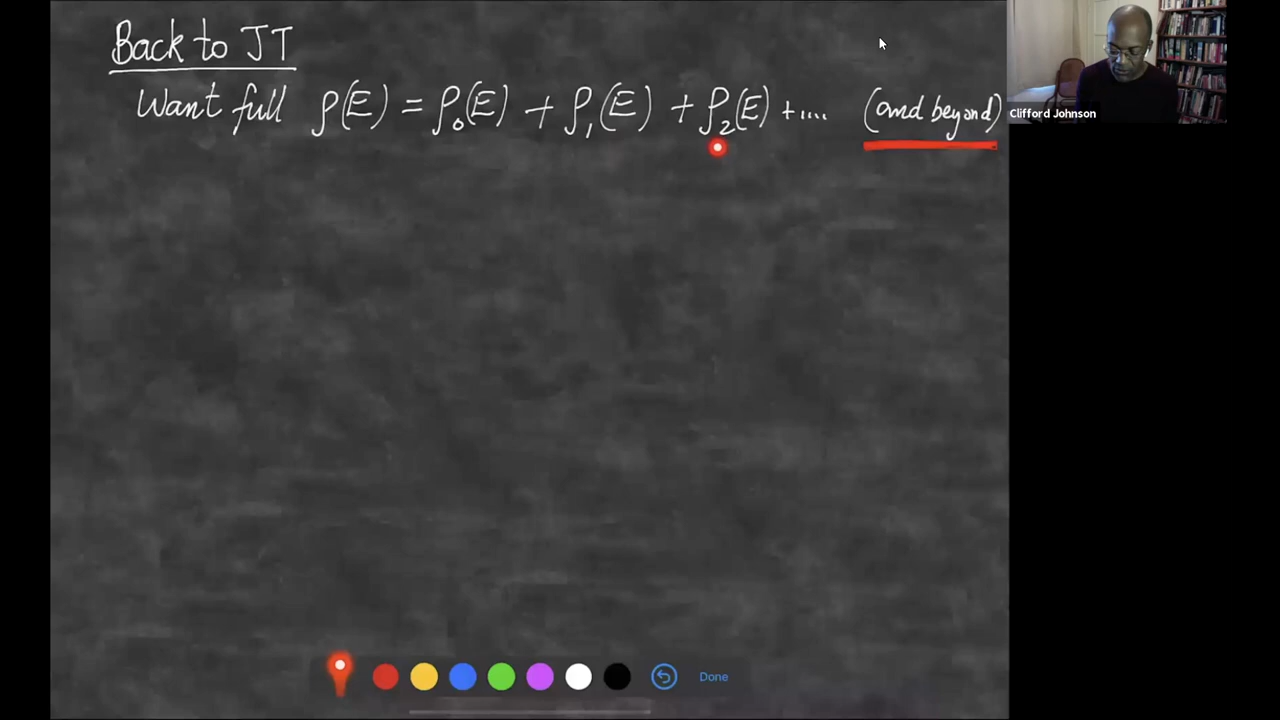 Back to JT
Want full ρ(E) = ρ₀(E) + ρ₁(E) + ρ₂(E) + .... (and beyond)
Clifford Johnson
Done